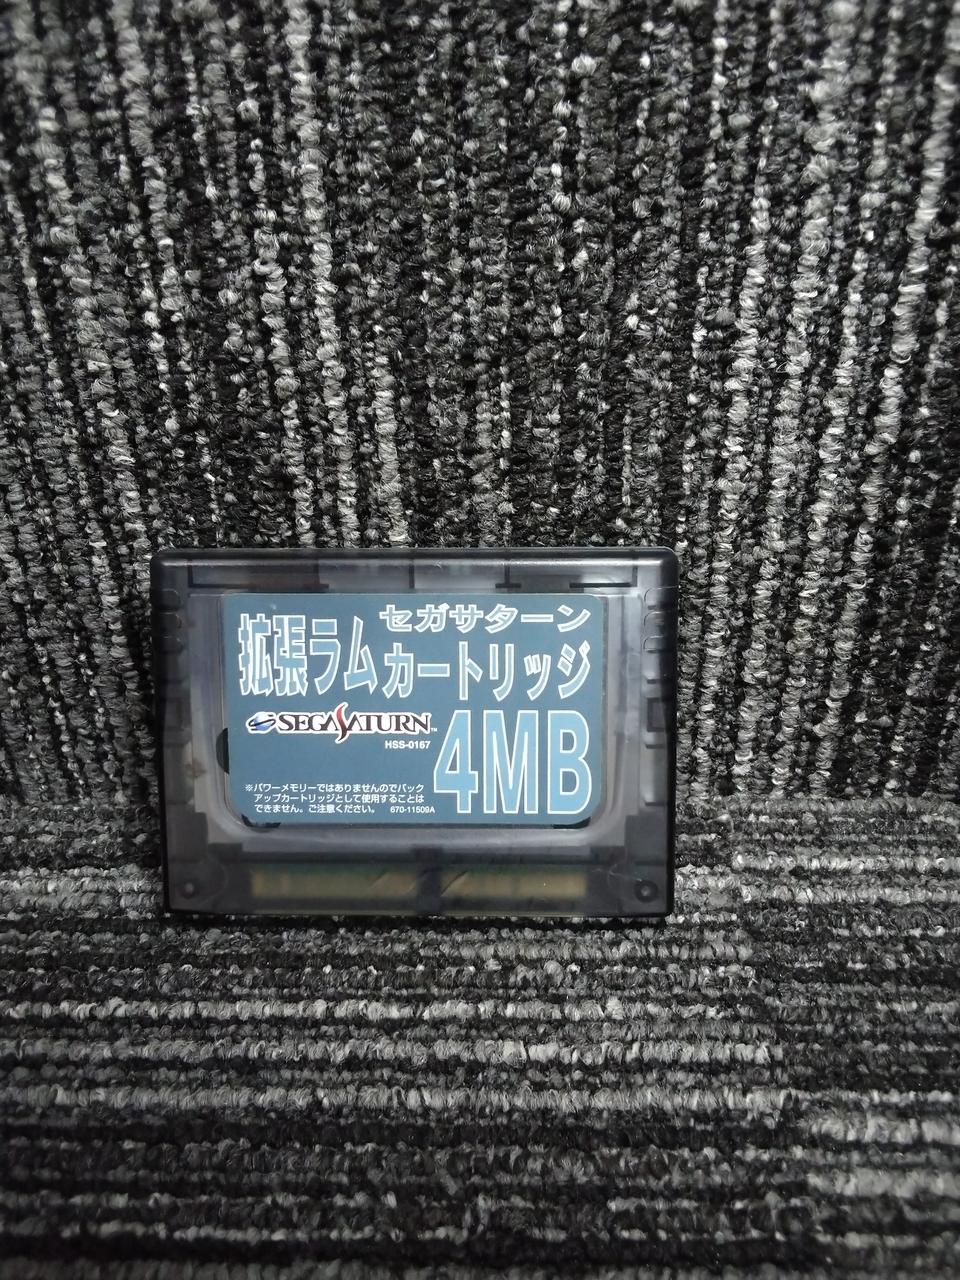 セガサターン
拡張ラムカートリッジ
SEGA SATURN™
HSS-0167
4MB
※パワーメモリーではありませんのでバック
アップカートリッジとして使用することは
できません。ご注意ください。 670-11509A